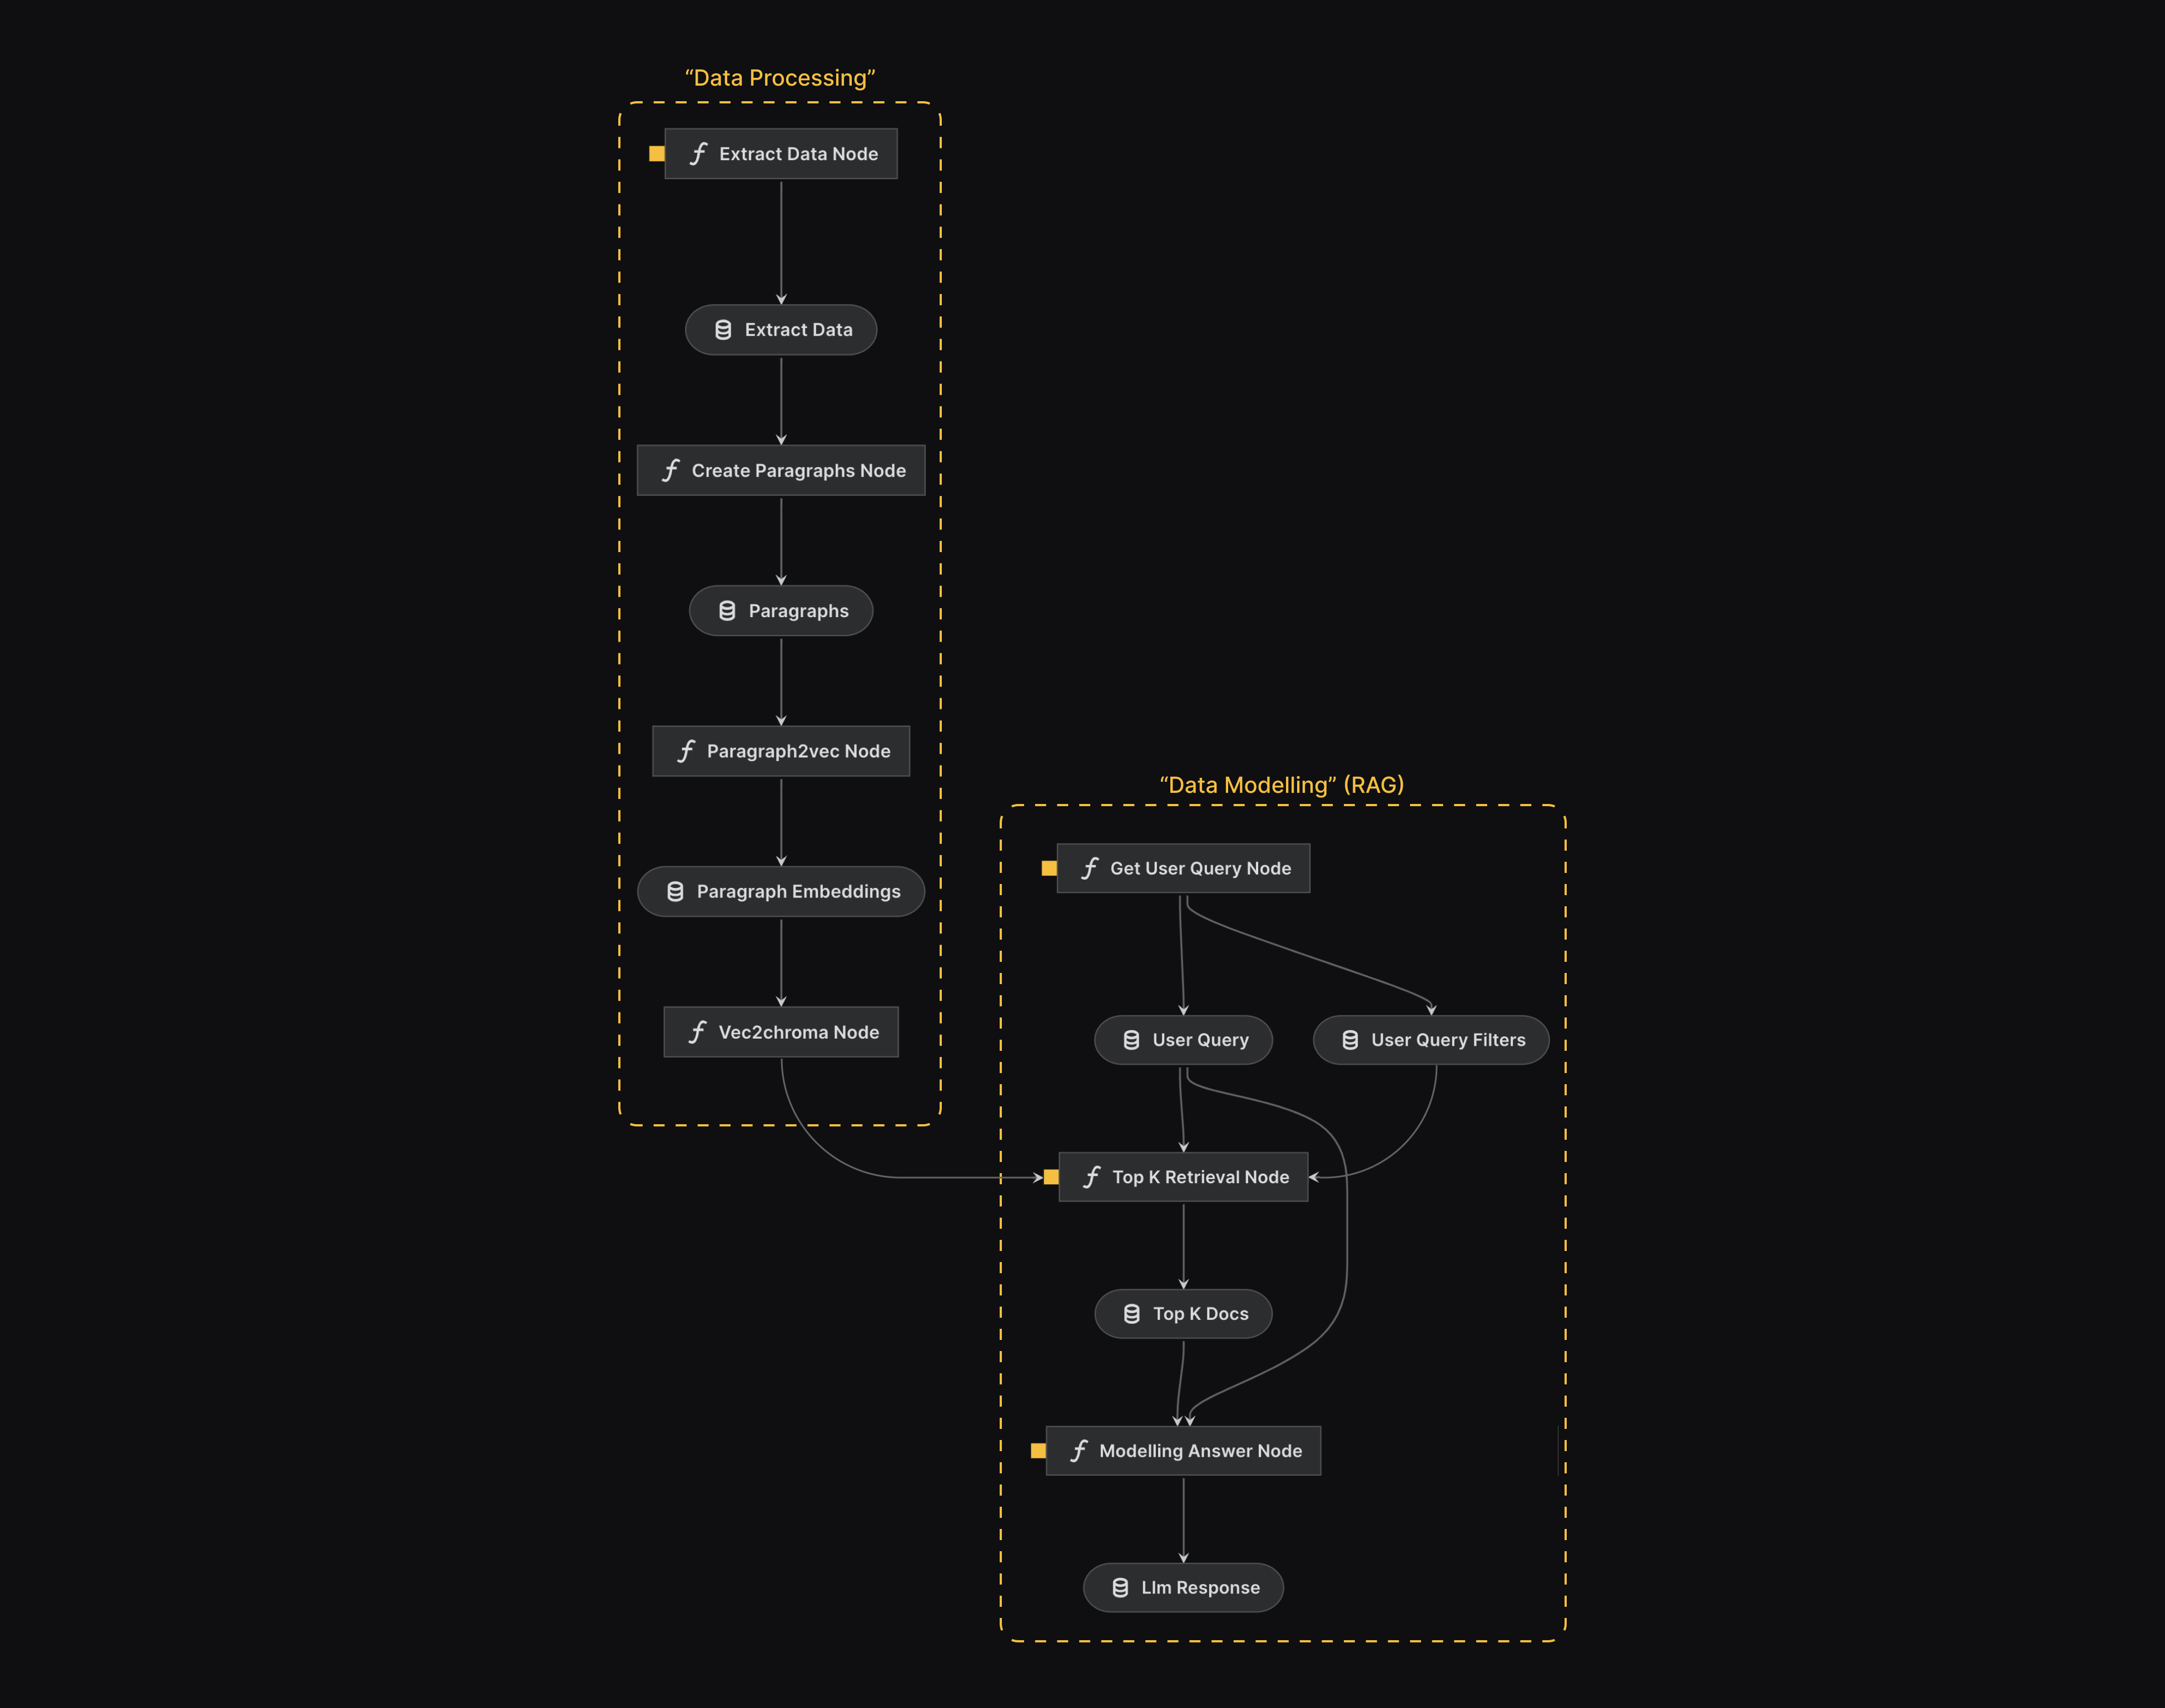 “Data Processing”
Extract Data Node
Extract Data
Create Paragraphs Node
Paragraphs
Paragraph2vec Node
Paragraph Embeddings
Vec2chroma Node
“Data Modelling” (RAG)
Get User Query Node
User Query
User Query Filters
Top K Retrieval Node
Top K Docs
Modelling Answer Node
Llm Response